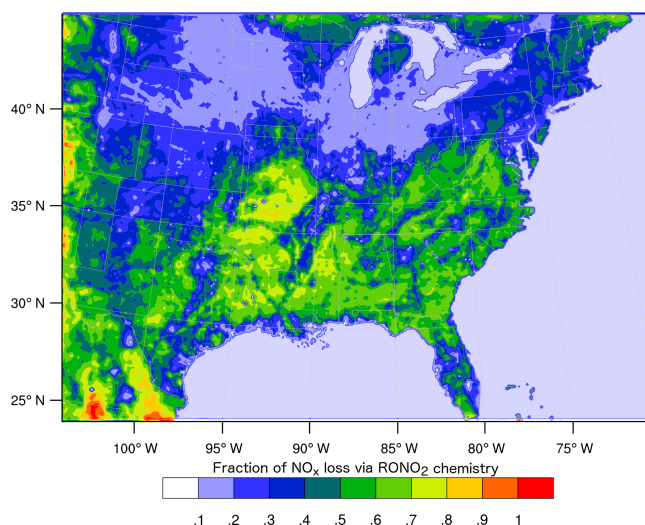 40° N
35° N
30° N
25° N
100° W 95° W 90° W 85° W 80° W 75° W
Fraction of NOx loss via RONO2 chemistry
.1 .2 .3 .4 .5 .6 .7 .8 .9 1